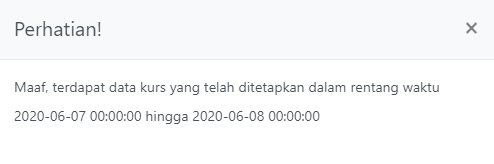 Perhatian!
Maaf, terdapat data kurs yang telah ditetapkan dalam rentang waktu
2020-06-07 00:00:00 hingga 2020-06-08 00:00:00